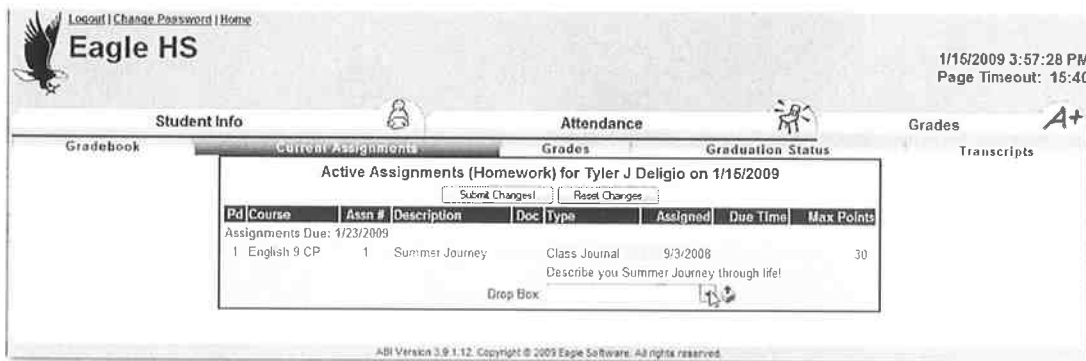 Logout | Change Password | Home
Eagle HS
1/15/2009 3:57:28 PM
Page Timeout: 15:40
Student Info Attendance Grades A+
Gradebook Current Assignments Grades Graduation Status Transcripts
Active Assignments (Homework) for Tyler J Deligio on 1/15/2009
Submit Changes! Reset Changes
Pd Course Assn # Description Doc Type Assigned Due Time Max Points
Assignments Due: 1/23/2009
1 English 9 CP 1 Summer Journey Class Journal 9/3/2008 30
Describe you Summer Journey through life!
Drop Box
ABI Version 3.9.1.12. Copyright © 2009 Eagle Software. All rights reserved.